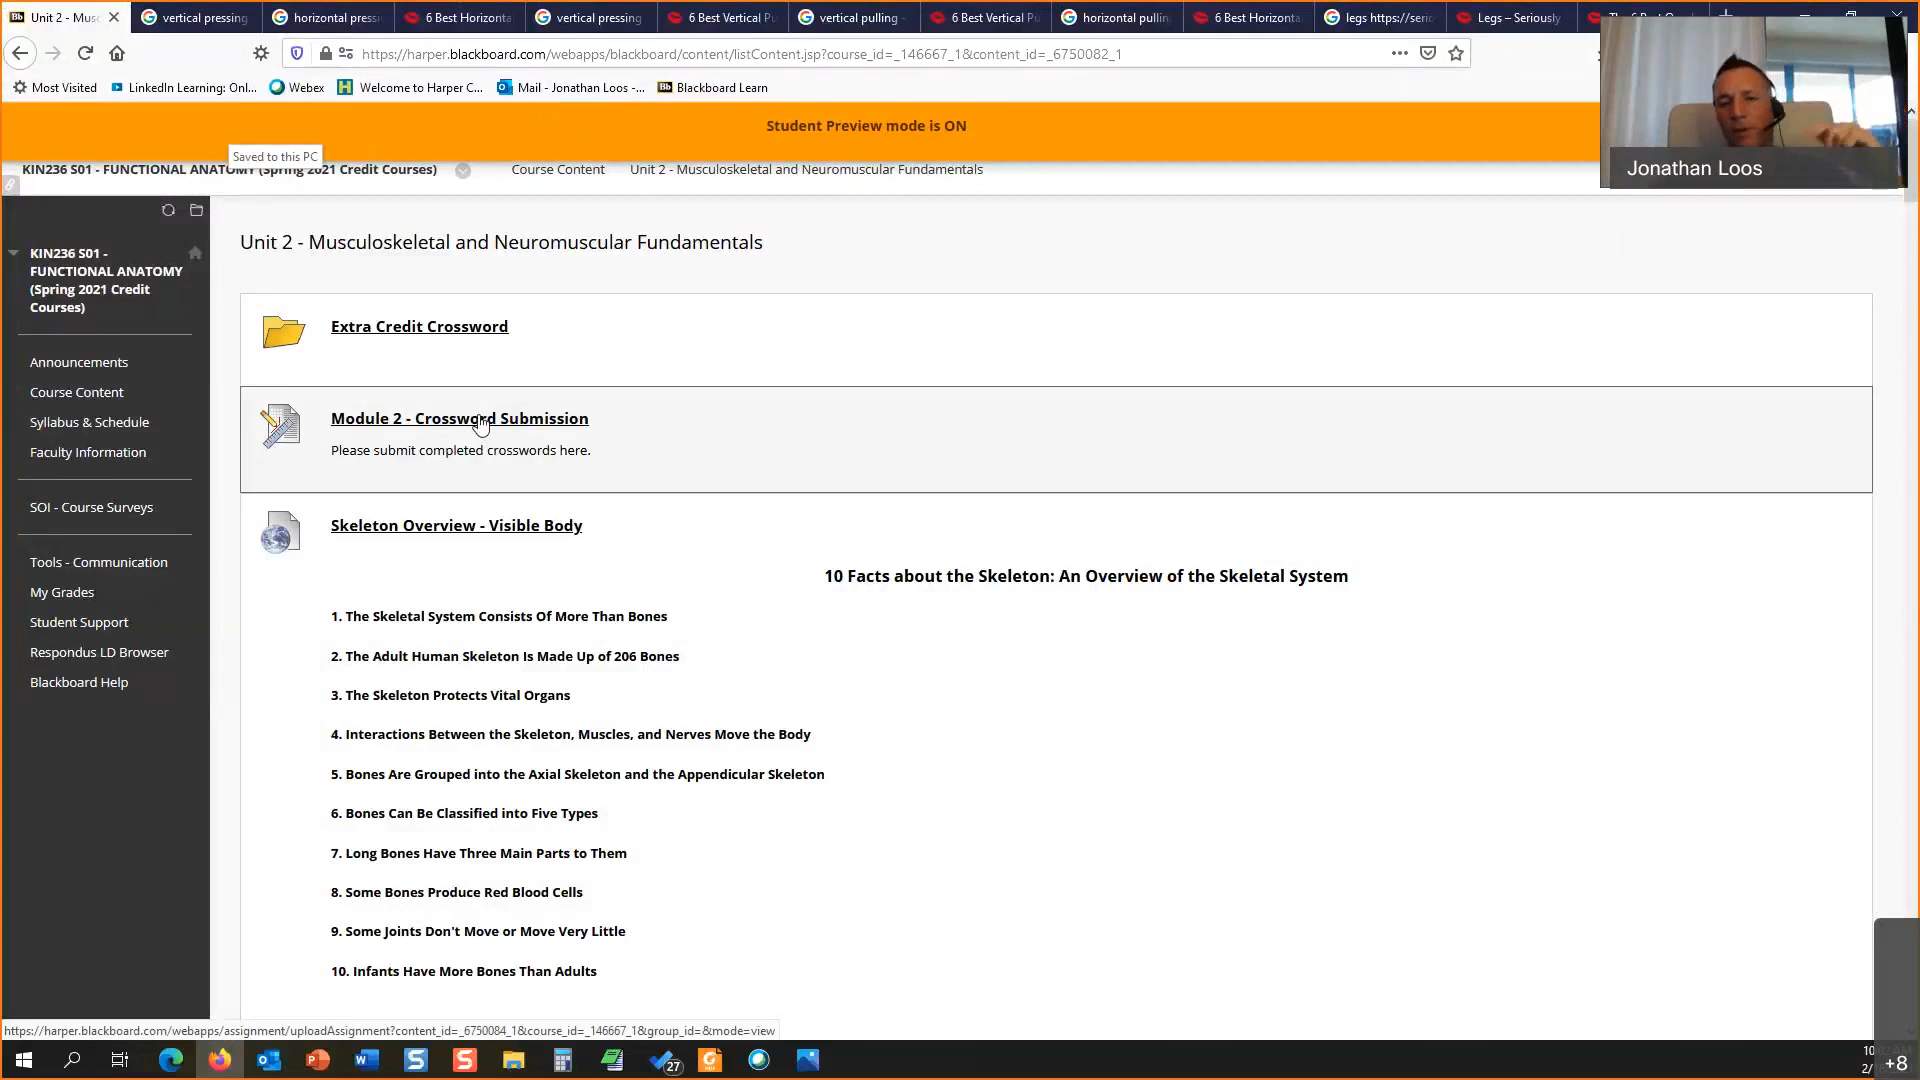 Unit 2 - Musc
vertical pressing
horizontal pressi
6 Best Horizonta
vertical pressing
6 Best Vertical Pu
vertical pulling -
6 Best Vertical Pu
horizontal pullin
6 Best Horizonta
legs https://serio
Legs – Seriously
https://harper.blackboard.com/webapps/blackboard/content/listContent.jsp?course_id=_146667_1&content_id=_6750082_1
Most Visited
LinkedIn Learning: Onl...
Webex
Welcome to Harper C...
Mail - Jonathan Loos -...
Blackboard Learn
Student Preview mode is ON
Saved to this PC
KIN236 S01 - FUNCTIONAL ANATOMY (Spring 2021 Credit Courses)
Course Content
Unit 2 - Musculoskeletal and Neuromuscular Fundamentals
Jonathan Loos
KIN236 S01 -
FUNCTIONAL ANATOMY
(Spring 2021 Credit
Courses)
Announcements
Course Content
Syllabus & Schedule
Faculty Information
SOI - Course Surveys
Tools - Communication
My Grades
Student Support
Respondus LD Browser
Blackboard Help
Unit 2 - Musculoskeletal and Neuromuscular Fundamentals
Extra Credit Crossword
Module 2 - Crossword Submission
Please submit completed crosswords here.
Skeleton Overview - Visible Body
10 Facts about the Skeleton: An Overview of the Skeletal System
1. The Skeletal System Consists Of More Than Bones
2. The Adult Human Skeleton Is Made Up of 206 Bones
3. The Skeleton Protects Vital Organs
4. Interactions Between the Skeleton, Muscles, and Nerves Move the Body
5. Bones Are Grouped into the Axial Skeleton and the Appendicular Skeleton
6. Bones Can Be Classified into Five Types
7. Long Bones Have Three Main Parts to Them
8. Some Bones Produce Red Blood Cells
9. Some Joints Don't Move or Move Very Little
10. Infants Have More Bones Than Adults
https://harper.blackboard.com/webapps/assignment/uploadAssignment?content_id=_6750084_1&course_id=_146667_1&group_id=&mode=view
27
+8